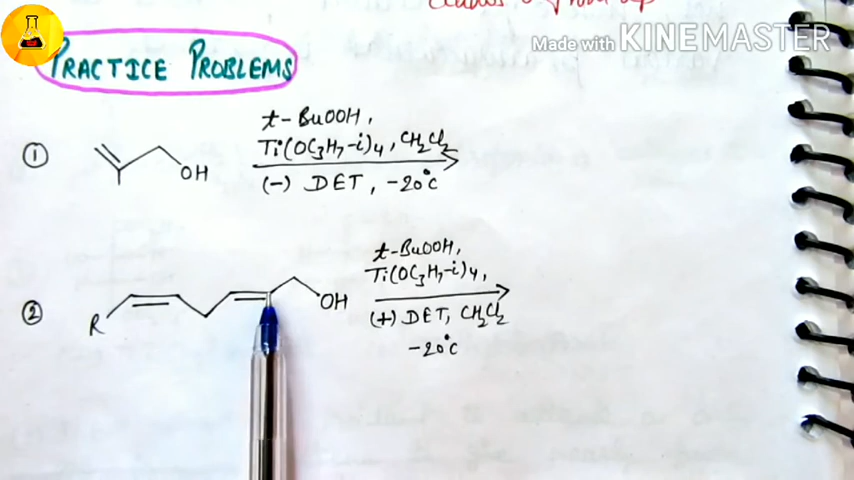 Made with KINEMASTER
PRACTICE PROBLEMS
①
OH
t-BuOOH,
Ti(OC3H7-i)4, CH2Cl2
(-) DET, -20°C
②
R
OH
t-BuOOH,
Ti(OC3H7-i)4,
(+) DET, CH2Cl2
-20°C